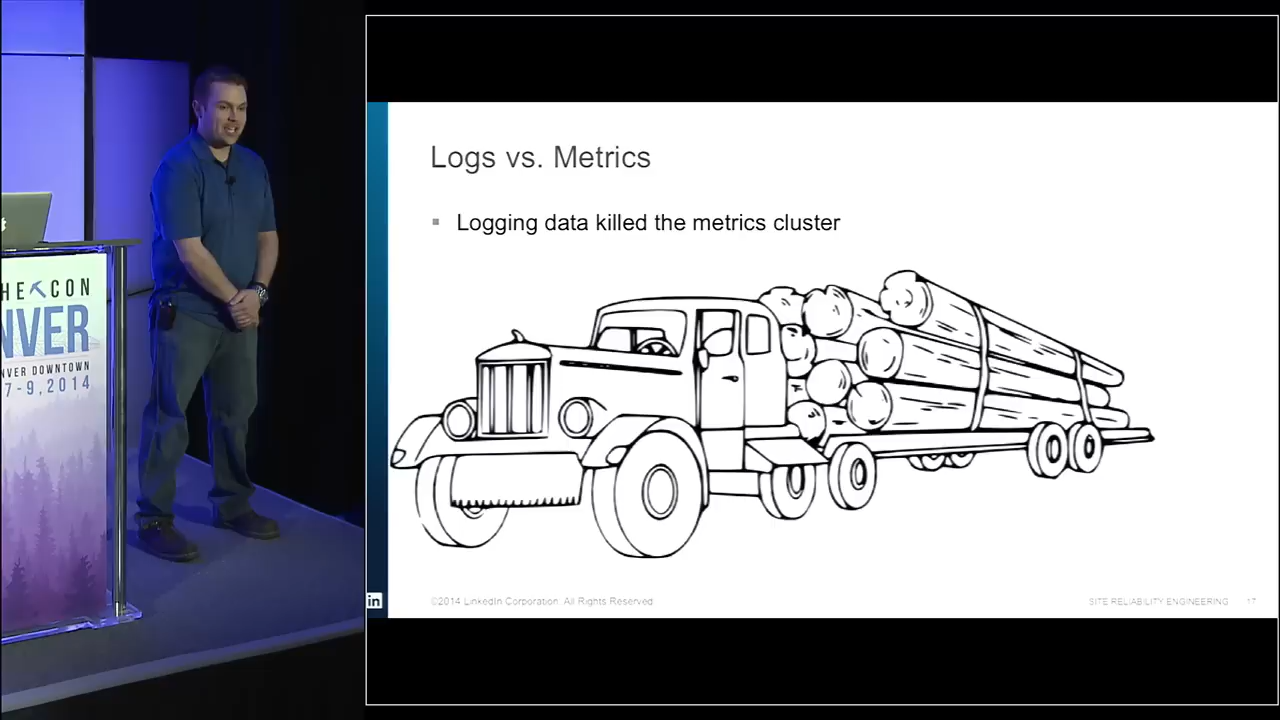 HE CON
NVER
NVER DOWNTOWN
7-9, 2014
Logs vs. Metrics
Logging data killed the metrics cluster
in
©2014 LinkedIn Corporation. All Rights Reserved
SITE RELIABILITY ENGINEERING 17